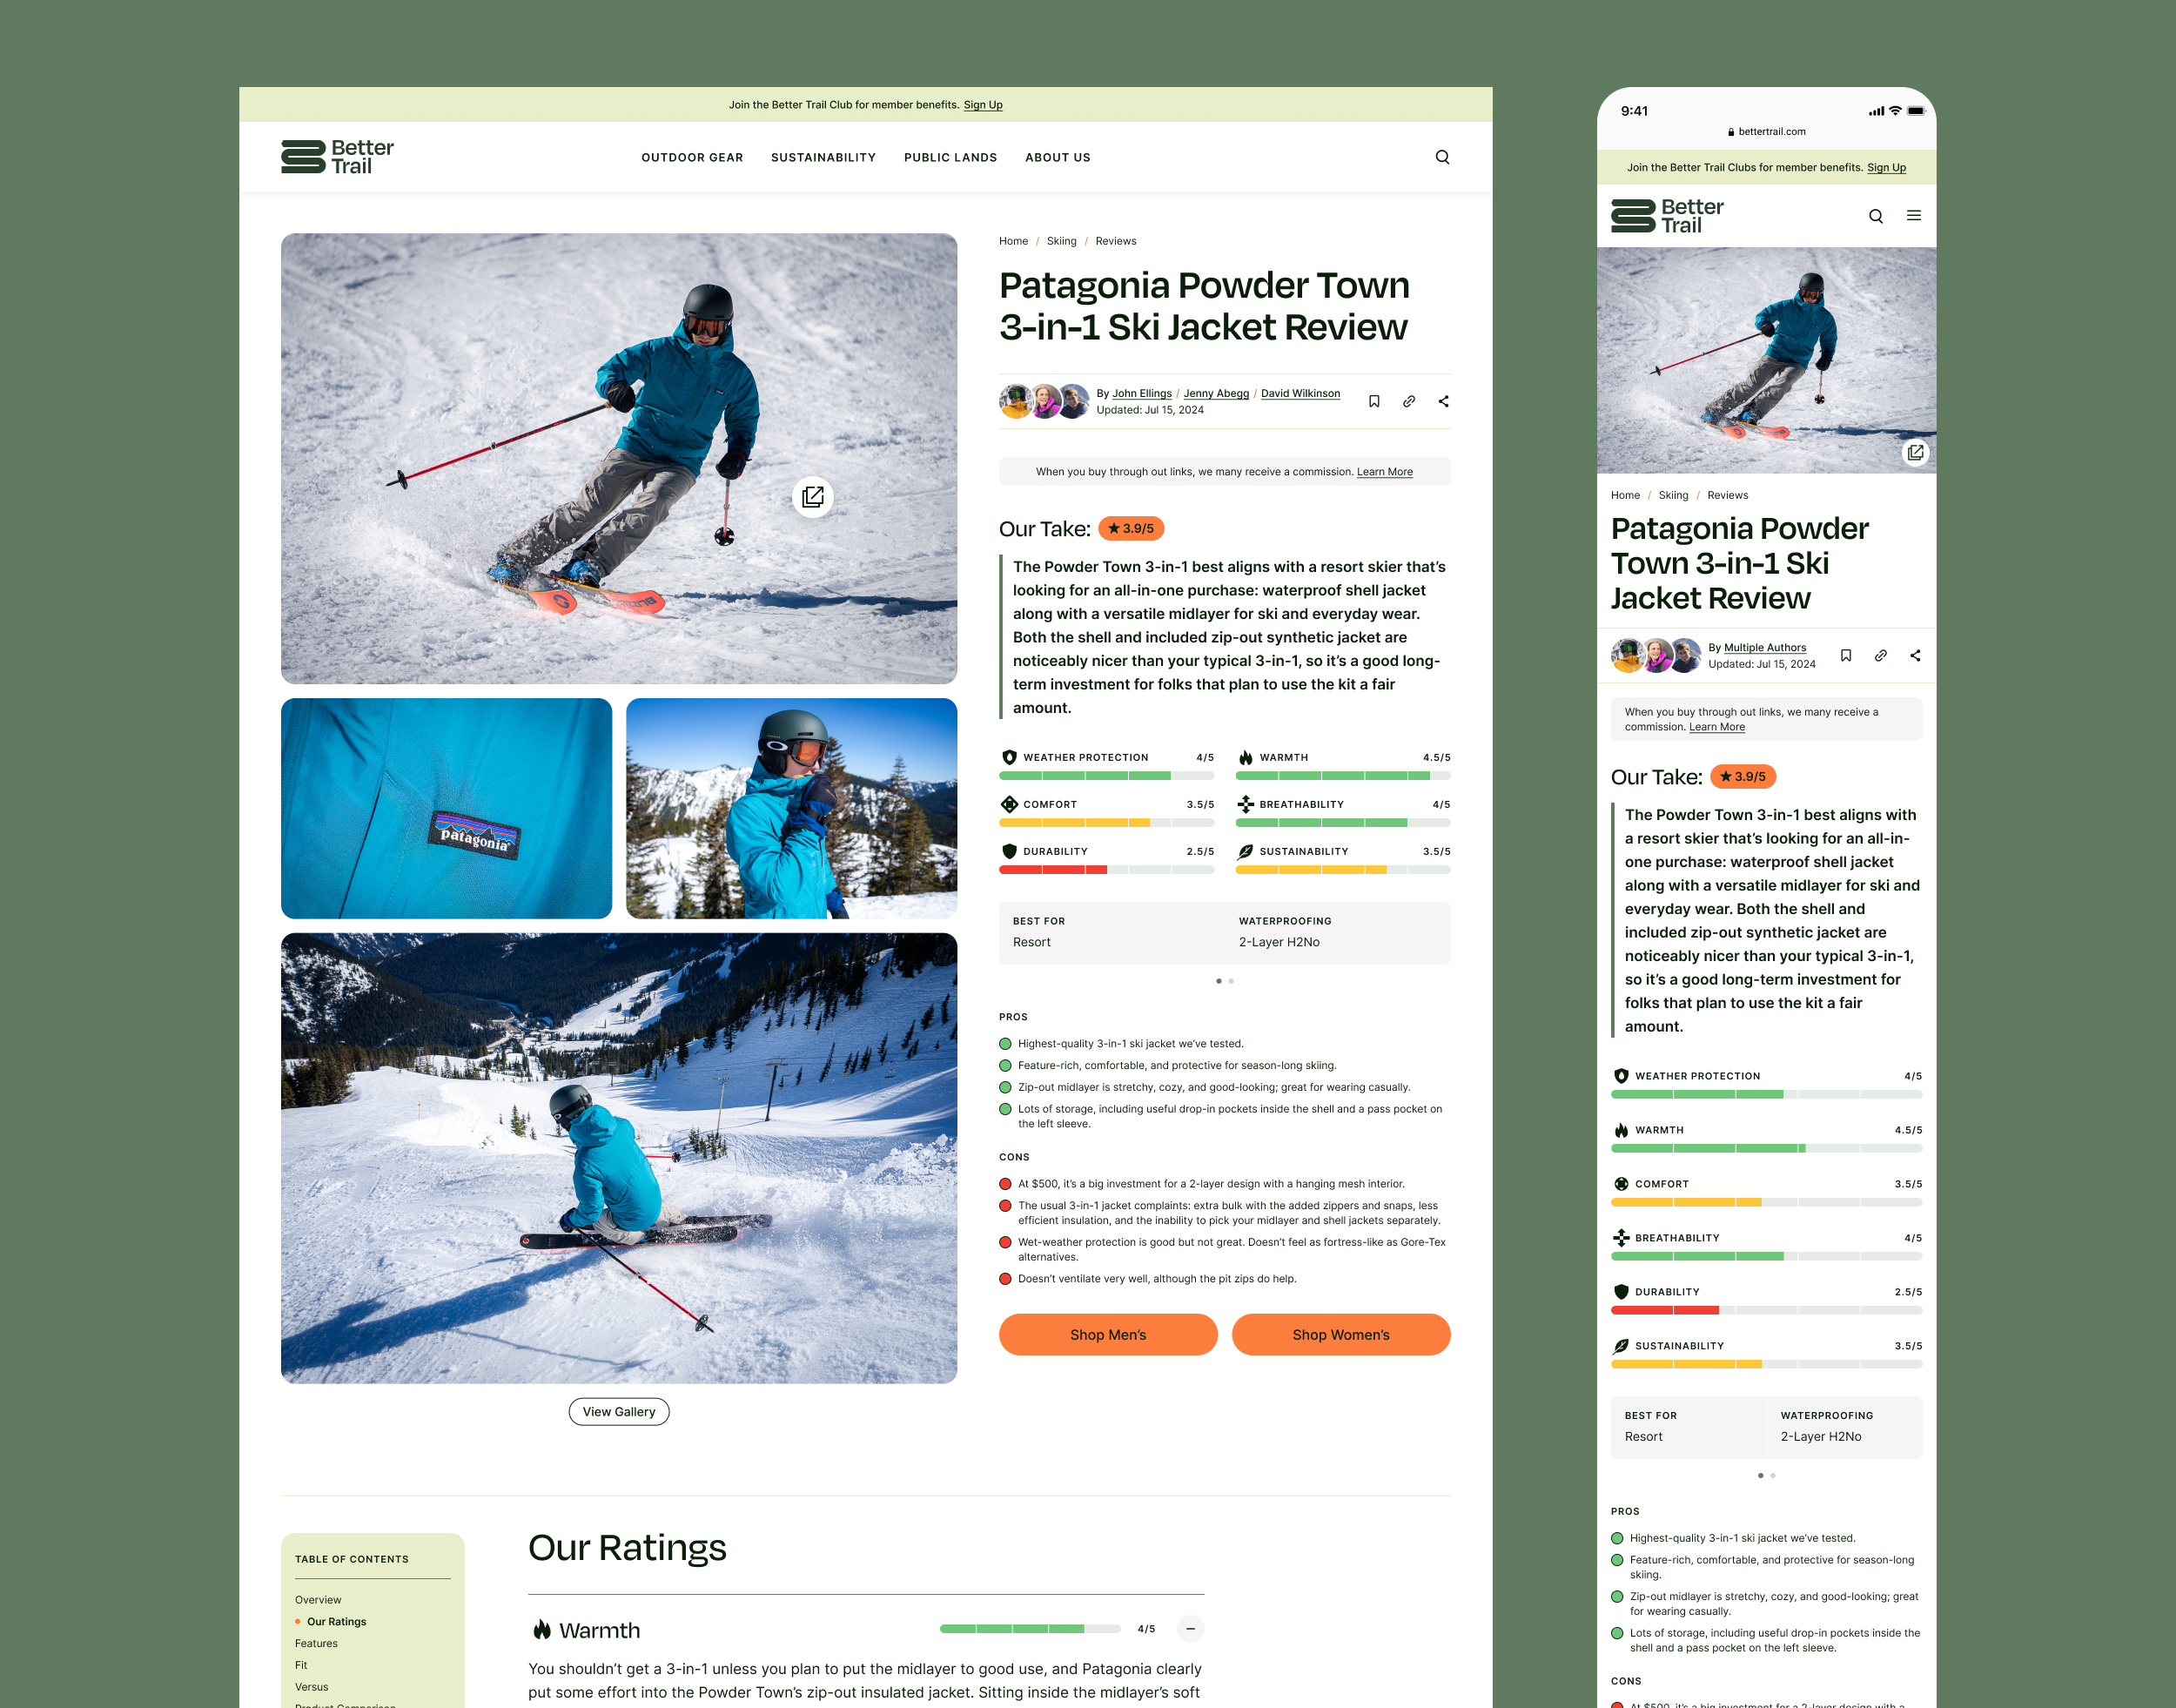 Join the Better Trail Club for member benefits. Sign Up
Better
Trail
OUTDOOR GEAR SUSTAINABILITY PUBLIC LANDS ABOUT US
patagonia
Home / Skiing / Reviews
Patagonia Powder Town
3-in-1 Ski Jacket Review
By John Ellings / Jenny Abegg / David Wilkinson
Updated: Jul 15, 2024
When you buy through out links, we many receive a commission. Learn More
Our Take: ★ 3.9/5
The Powder Town 3-in-1 best aligns with a resort skier that’s
looking for an all-in-one purchase: waterproof shell jacket
along with a versatile midlayer for ski and everyday wear.
Both the shell and included zip-out synthetic jacket are
noticeably nicer than your typical 3-in-1, so it’s a good long-
term investment for folks that plan to use the kit a fair
amount.
WEATHER PROTECTION 4/5
WARMTH 4.5/5
COMFORT 3.5/5
BREATHABILITY 4/5
DURABILITY 2.5/5
SUSTAINABILITY 3.5/5
BEST FOR
Resort
WATERPROOFING
2-Layer H2No
PROS
Highest-quality 3-in-1 ski jacket we’ve tested.
Feature-rich, comfortable, and protective for season-long skiing.
Zip-out midlayer is stretchy, cozy, and good-looking; great for wearing casually.
Lots of storage, including useful drop-in pockets inside the shell and a pass pocket on
the left sleeve.
CONS
At $500, it’s a big investment for a 2-layer design with a hanging mesh interior.
The usual 3-in-1 jacket complaints: extra bulk with the added zippers and snaps, less
efficient insulation, and the inability to pick your midlayer and shell jackets separately.
Wet-weather protection is good but not great. Doesn’t feel as fortress-like as Gore-Tex
alternatives.
Doesn’t ventilate very well, although the pit zips do help.
Shop Men’s
Shop Women’s
View Gallery
TABLE OF CONTENTS
Overview
Our Ratings
Features
Fit
Versus
Product Comparison
Our Ratings
Warmth 4/5
You shouldn’t get a 3-in-1 unless you plan to put the midlayer to good use, and Patagonia clearly
put some effort into the Powder Town’s zip-out insulated jacket. Sitting inside the midlayer’s soft
9:41
bettertrail.com
Join the Better Trail Clubs for member benefits. Sign Up
Better
Trail
Home / Skiing / Reviews
Patagonia Powder
Town 3-in-1 Ski
Jacket Review
By Multiple Authors
Updated: Jul 15, 2024
When you buy through out links, we many receive a
commission. Learn More
Our Take: ★ 3.9/5
The Powder Town 3-in-1 best aligns with
a resort skier that’s looking for an all-in-
one purchase: waterproof shell jacket
along with a versatile midlayer for ski and
everyday wear. Both the shell and
included zip-out synthetic jacket are
noticeably nicer than your typical 3-in-1,
so it’s a good long-term investment for
folks that plan to use the kit a fair
amount.
WEATHER PROTECTION 4/5
WARMTH 4.5/5
COMFORT 3.5/5
BREATHABILITY 4/5
DURABILITY 2.5/5
SUSTAINABILITY 3.5/5
BEST FOR
Resort
WATERPROOFING
2-Layer H2No
PROS
Highest-quality 3-in-1 ski jacket we’ve tested.
Feature-rich, comfortable, and protective for season-long
skiing.
Zip-out midlayer is stretchy, cozy, and good-looking; great
for wearing casually.
Lots of storage, including useful drop-in pockets inside the
shell and a pass pocket on the left sleeve.
CONS
At $500, it’s a big investment for a 2-layer design with a